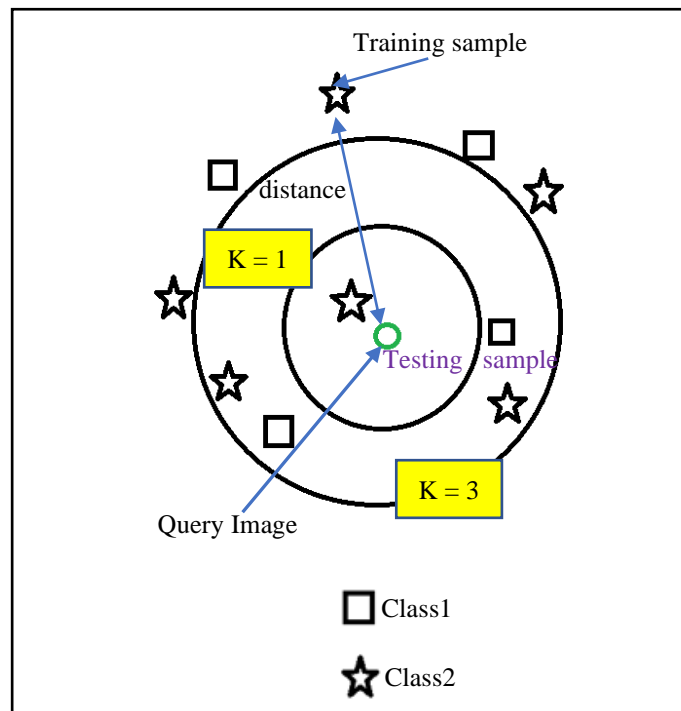 Training sample
distance
K = 1
Testing sample
K = 3
Query Image
Class1
Class2